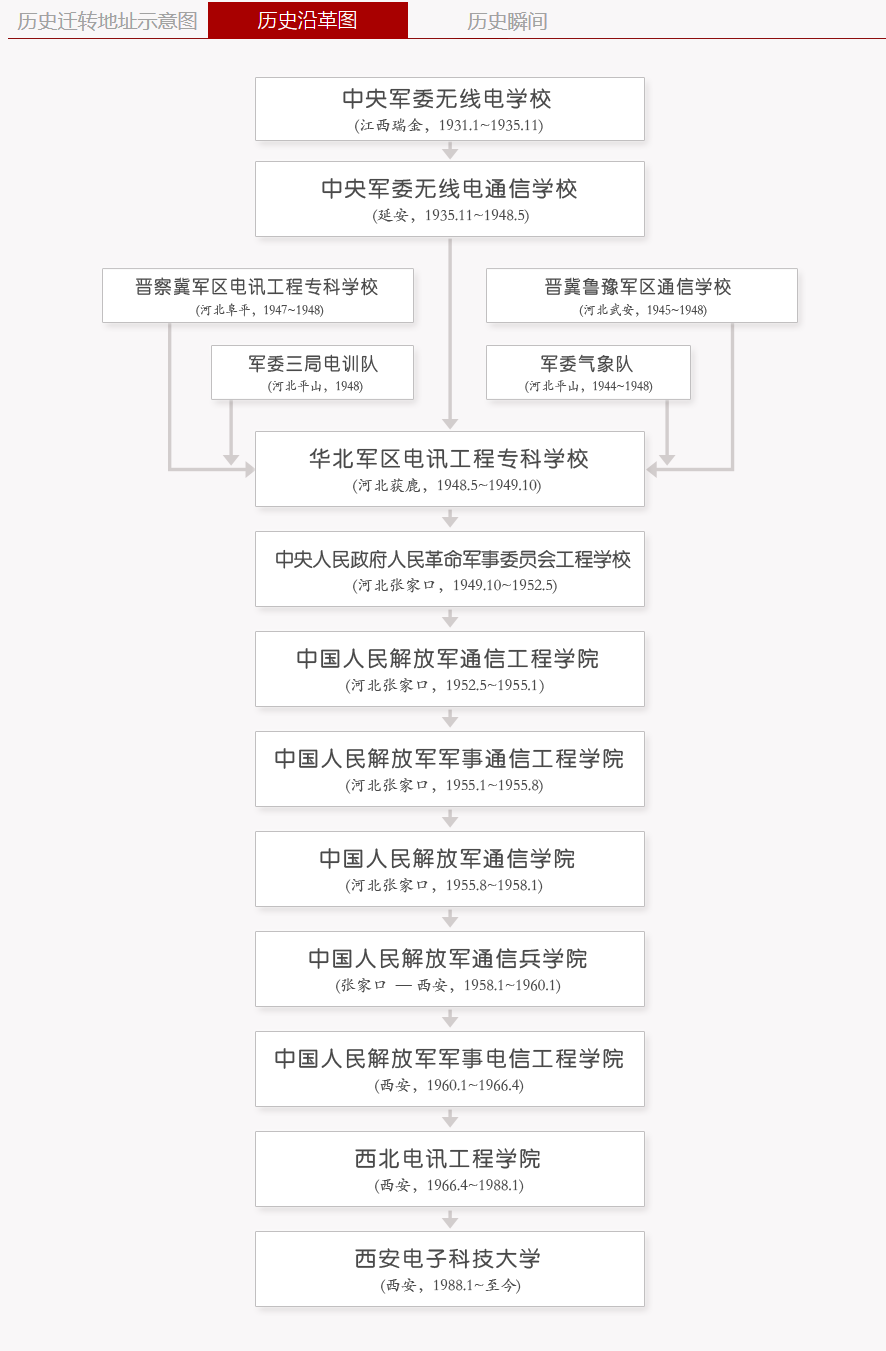 历史迁转地址示意图
历史沿革图
历史瞬间
中央军委无线电学校
(江西瑞金，1931.1~1935.11)
中央军委无线电通信学校
(延安，1935.11~1948.5)
晋察冀军区电讯工程专科学校
(河北阜平，1947~1948)
晋冀鲁豫军区通信学校
(河北武安，1945~1948)
军委三局电训队
(河北平山，1948)
军委气象队
(河北平山，1944~1948)
华北军区电讯工程专科学校
(河北获鹿，1948.5~1949.10)
中央人民政府人民革命军事委员会工程学校
(河北张家口，1949.10~1952.5)
中国人民解放军通信工程学院
(河北张家口，1952.5~1955.1)
中国人民解放军军事通信工程学院
(河北张家口，1955.1~1955.8)
中国人民解放军通信学院
(河北张家口，1955.8~1958.1)
中国人民解放军通信兵学院
(张家口 — 西安，1958.1~1960.1)
中国人民解放军军事电信工程学院
(西安，1960.1~1966.4)
西北电讯工程学院
(西安，1966.4~1988.1)
西安电子科技大学
(西安，1988.1~至今)